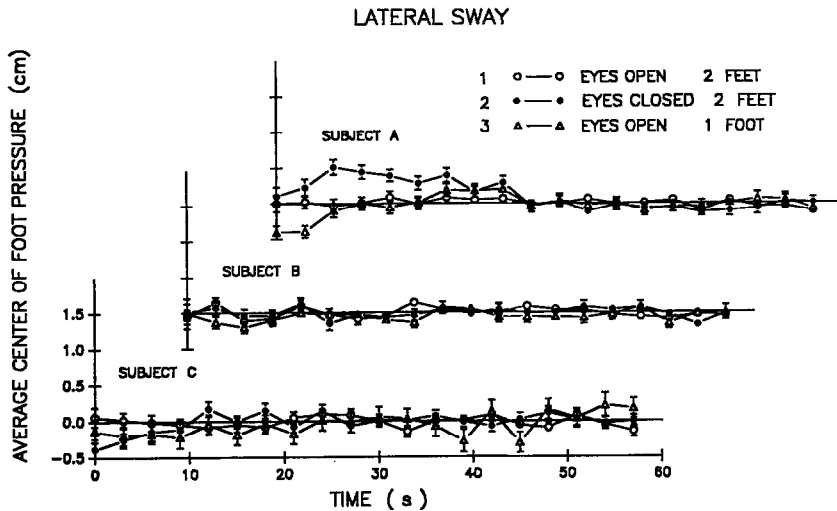 LATERAL SWAY
1 EYES OPEN 2 FEET
2 EYES CLOSED 2 FEET
3 EYES OPEN 1 FOOT
SUBJECT A
SUBJECT B
SUBJECT C
AVERAGE CENTER OF FOOT PRESSURE (cm)
1.5
1.0
0.5
0.0
-0.5
0 10 20 30 40 50 60
TIME (s)